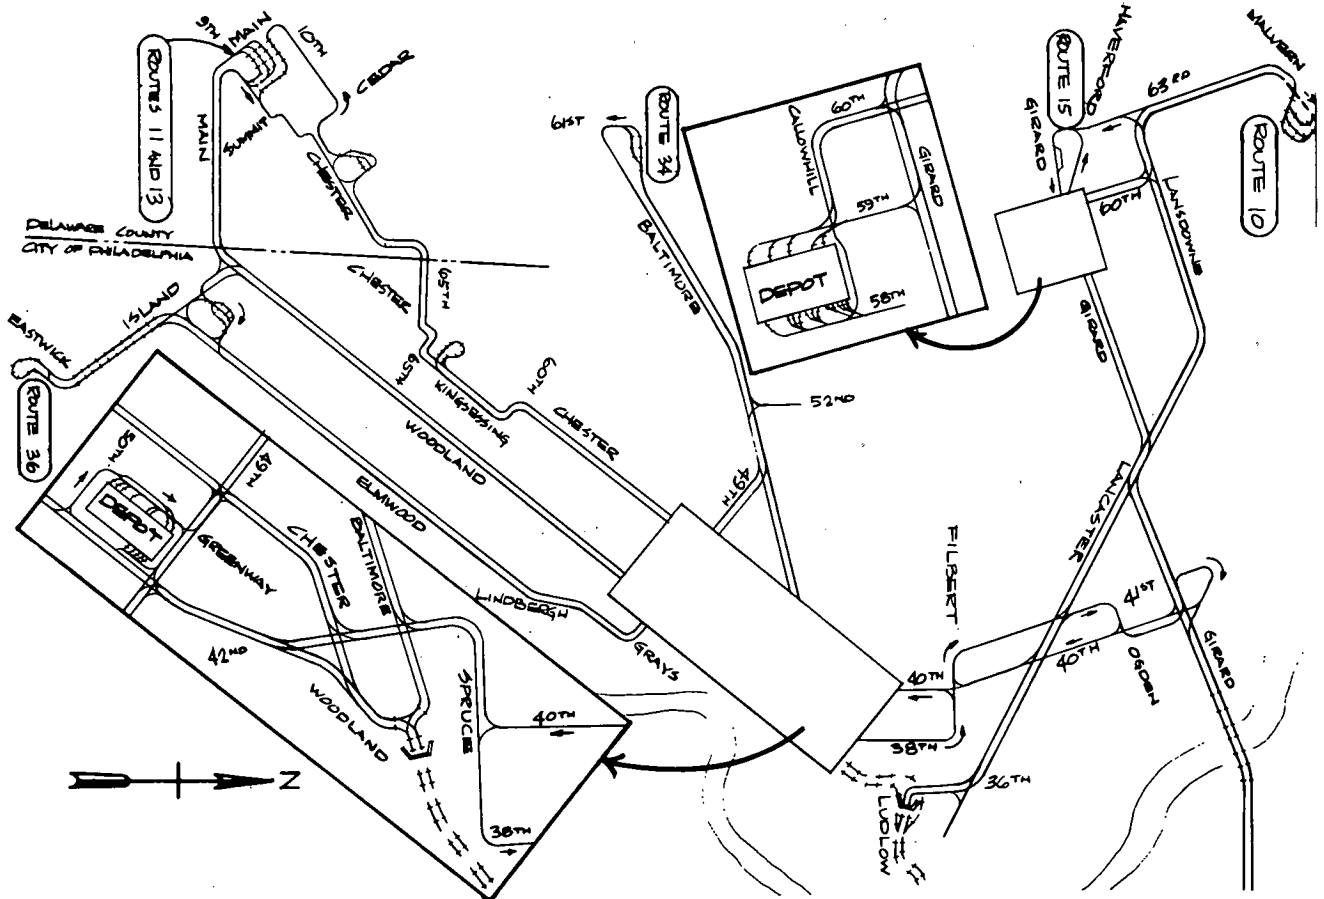 9TH
MAIN
10TH
CEDAR
ROUTES 11 AND 13
MAIN
SUMMIT
CHESTER
DELAWARE COUNTY
CITY OF PHILADELPHIA
CHESTER
65TH
ISLAND
EASTWICK
ROUTE 36
65TH
KINGSESSING
60TH
CHESTER
WOODLAND
ELMWOOD
LINDBERGH
GRAYS
61ST
ROUTE 34
BALTIMORE
52ND
49TH
60TH
CALLOWHILL
GIRARD
59TH
DEPOT
58TH
ROUTE 15
HAVERFORD
GIRARD
63RD
MALVERN
ROUTE 10
60TH
LANSDOWNE
GIRARD
LANCASTER
FILBERT
41ST
40TH
OGDEN
GIRARD
40TH
38TH
36TH
LUDLOW
50TH
49TH
DEPOT
GREENWAY
CHESTER
BALTIMORE
42ND
WOODLAND
SPRUCE
40TH
38TH
N